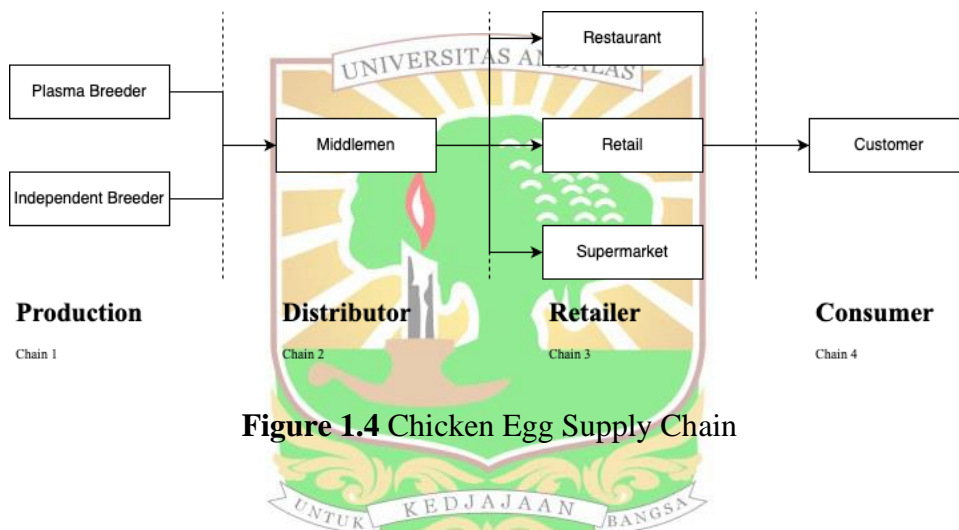 Restaurant
UNIVERSITAS ANDALAS
Plasma Breeder
Middlemen
Retail
Customer
Independent Breeder
Supermarket
Production
Distributor
Retailer
Consumer
Chain 1
Chain 2
Chain 3
Chain 4
Figure 1.4 Chicken Egg Supply Chain
UNTUK KEDJAJAAN BANGSA